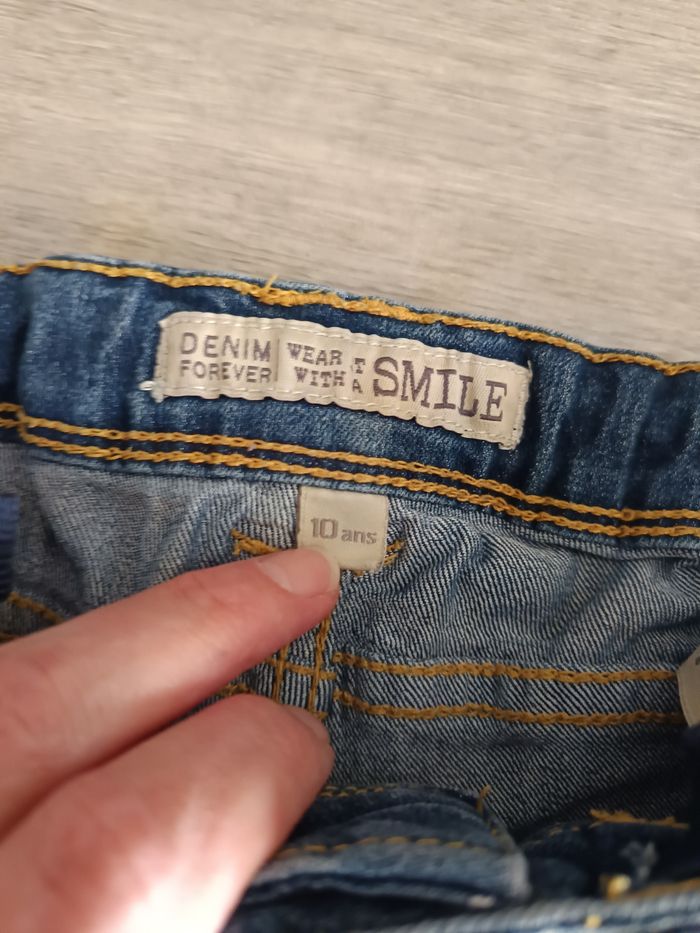 DENIM
FOREVER
WEAR IT
WITH A
SMILE
10 ans